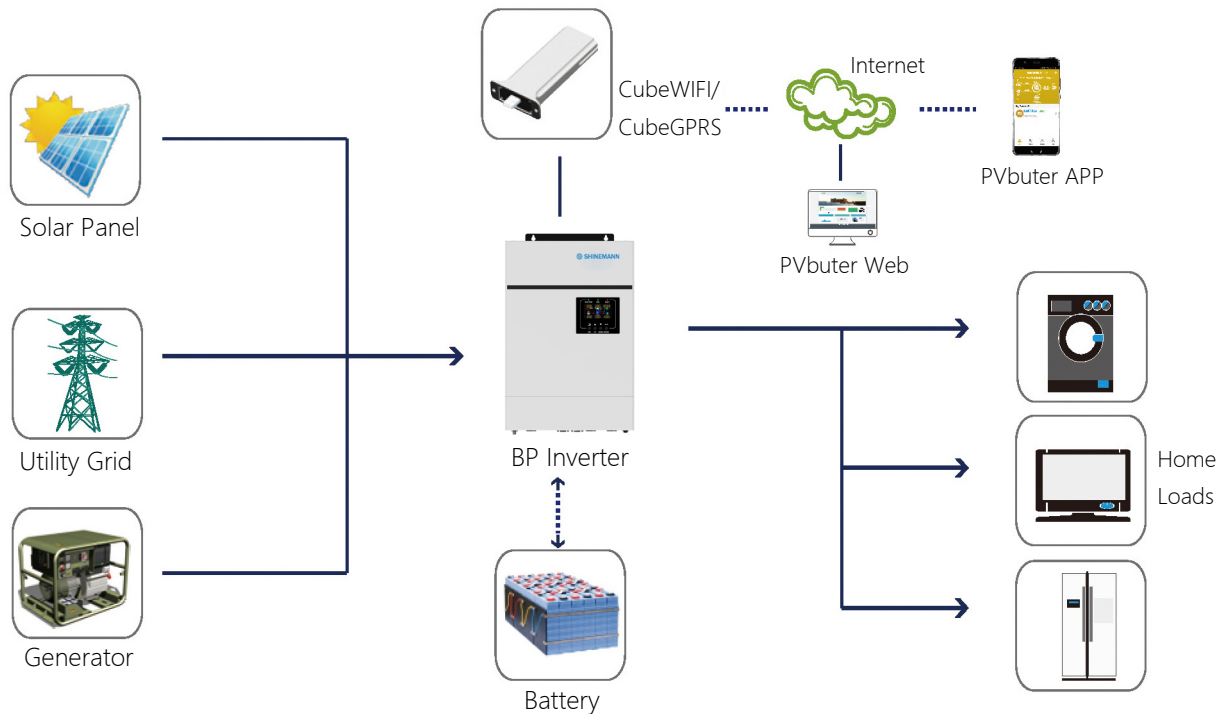 Internet
CubeWIFI/
CubeGPRS
PVbuter APP
Solar Panel
SHINEMANN
PVbuter Web
Utility Grid
BP Inverter
Home
Loads
Generator
Battery